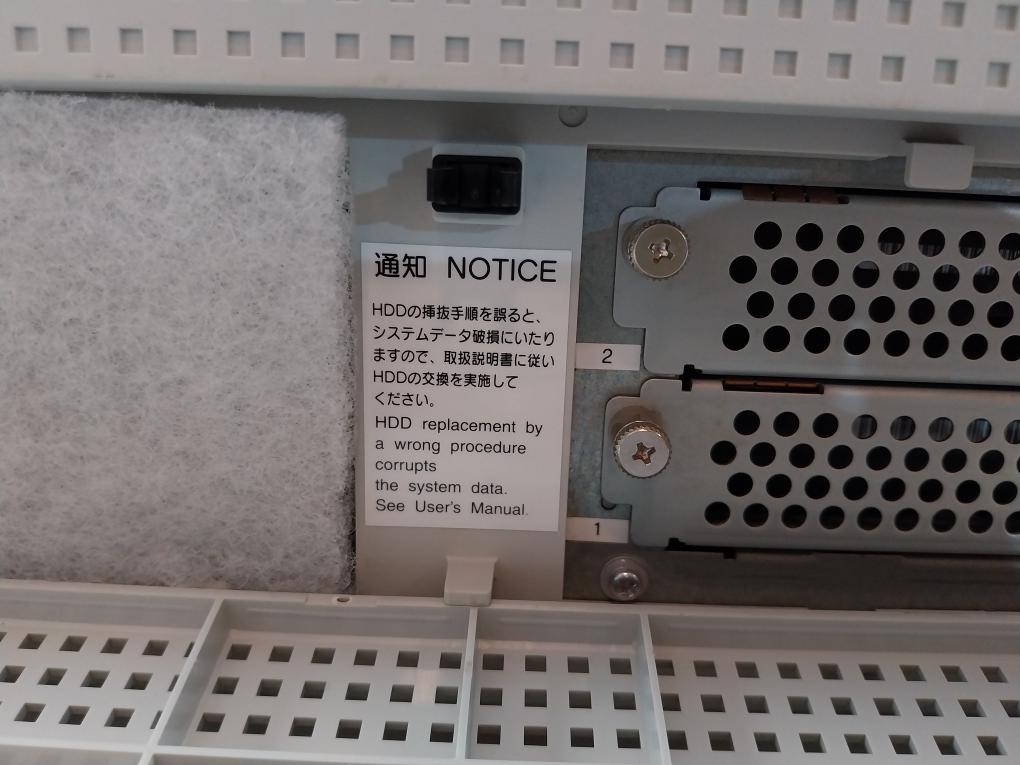 通知 NOTICE
HDDの挿抜手順を誤ると、
システムデータ破損にいたり
ますので、取扱説明書に従い
HDDの交換を実施して
ください。
HDD replacement by
a wrong procedure
corrupts
the system data.
See User's Manual.
2
1